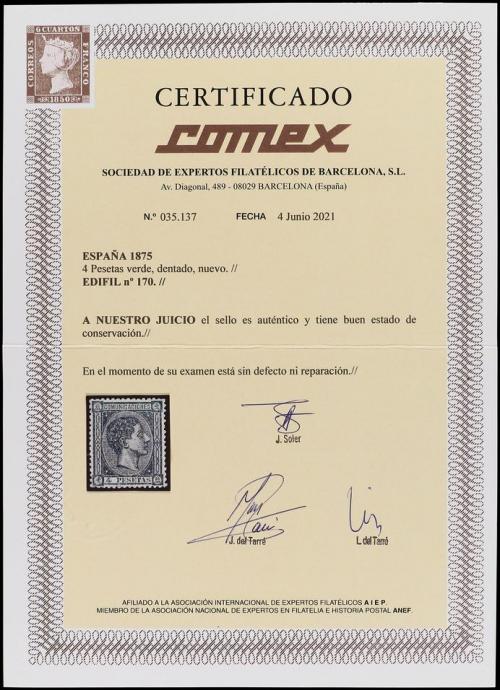 6 CUARTOS
CORREOS
FRANCO
1850
CERTIFICADO
comex
SOCIEDAD DE EXPERTOS FILATÉLICOS DE BARCELONA, S.L.
Av. Diagonal, 489 - 08029 BARCELONA (España)
N.º 035.137 FECHA 4 Junio 2021
ESPAÑA 1875
4 Pesetas verde, dentado, nuevo. //
EDIFIL nº 170. //
A NUESTRO JUICIO el sello es auténtico y tiene buen estado de
conservación.//
En el momento de su examen está sin defecto ni reparación.//
COMUNICACIONES
4 PESETAS
J. Soler
J. del Tarré
L. del Tarré
AFILIADO A LA ASOCIACIÓN INTERNACIONAL DE EXPERTOS FILATÉLICOS A I E P.
MIEMBRO DE LA ASOCIACIÓN NACIONAL DE EXPERTOS EN FILATELIA E HISTORIA POSTAL ANEF.